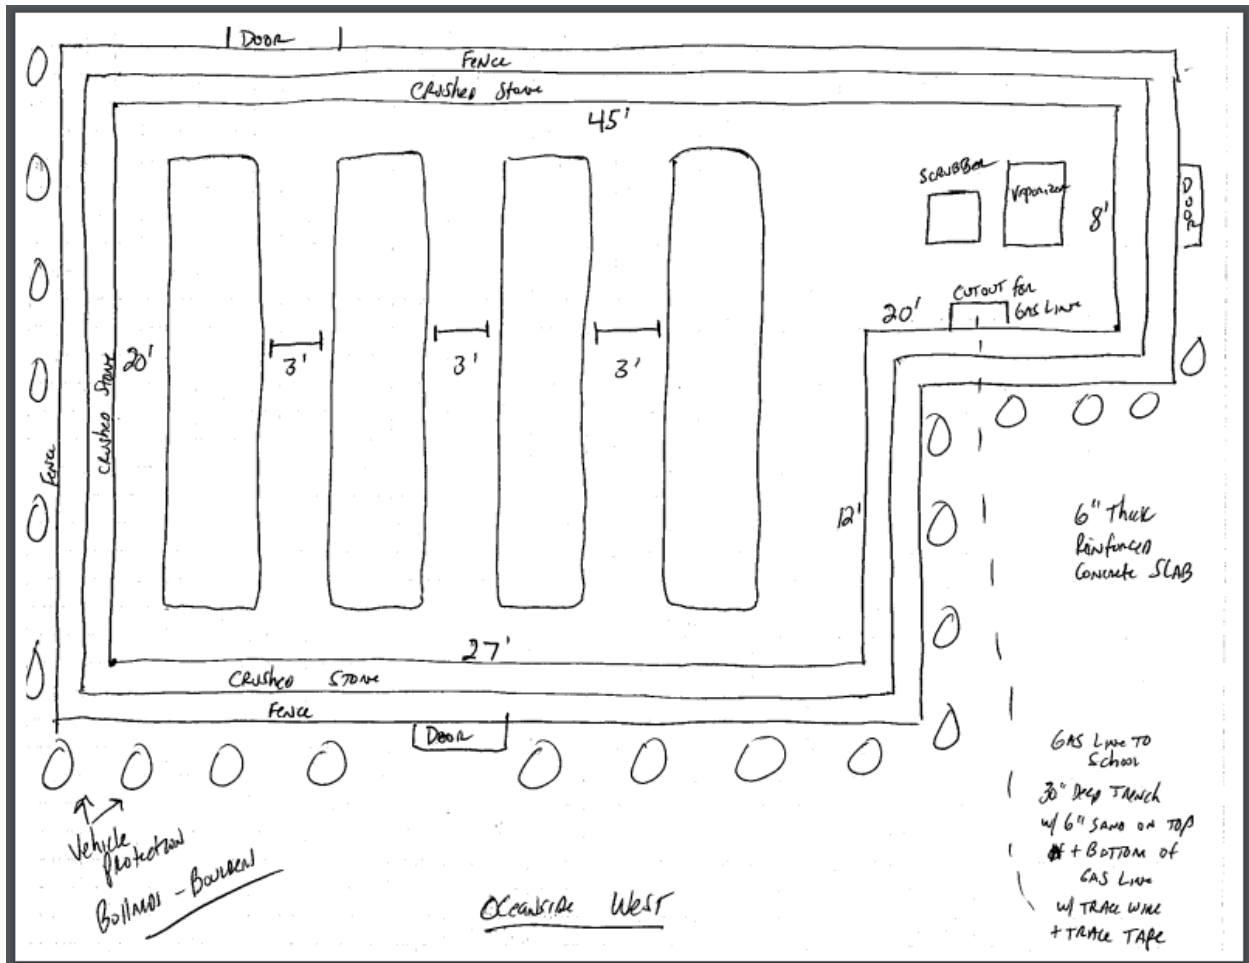 DOOR
Fence
Crushed Stone
45'
SCRUBBER
Vaporizer
DOOR
8'
CUTOUT for
GAS Line
20'
20'
3'
3'
3'
Crushed Stone
Fence
12'
6" Thick
Reinforced
Concrete SLAB
27'
Crushed Stone
Fence
DOOR
GAS Line TO
School
30" Deep Trench
w/ 6" SAND ON TOP
+ BOTTOM of
GAS Line
w/ TRACE WIRE
+ TRACE TAPE
Vehicle
Protection
Bollards - Boulders
Oceanside West